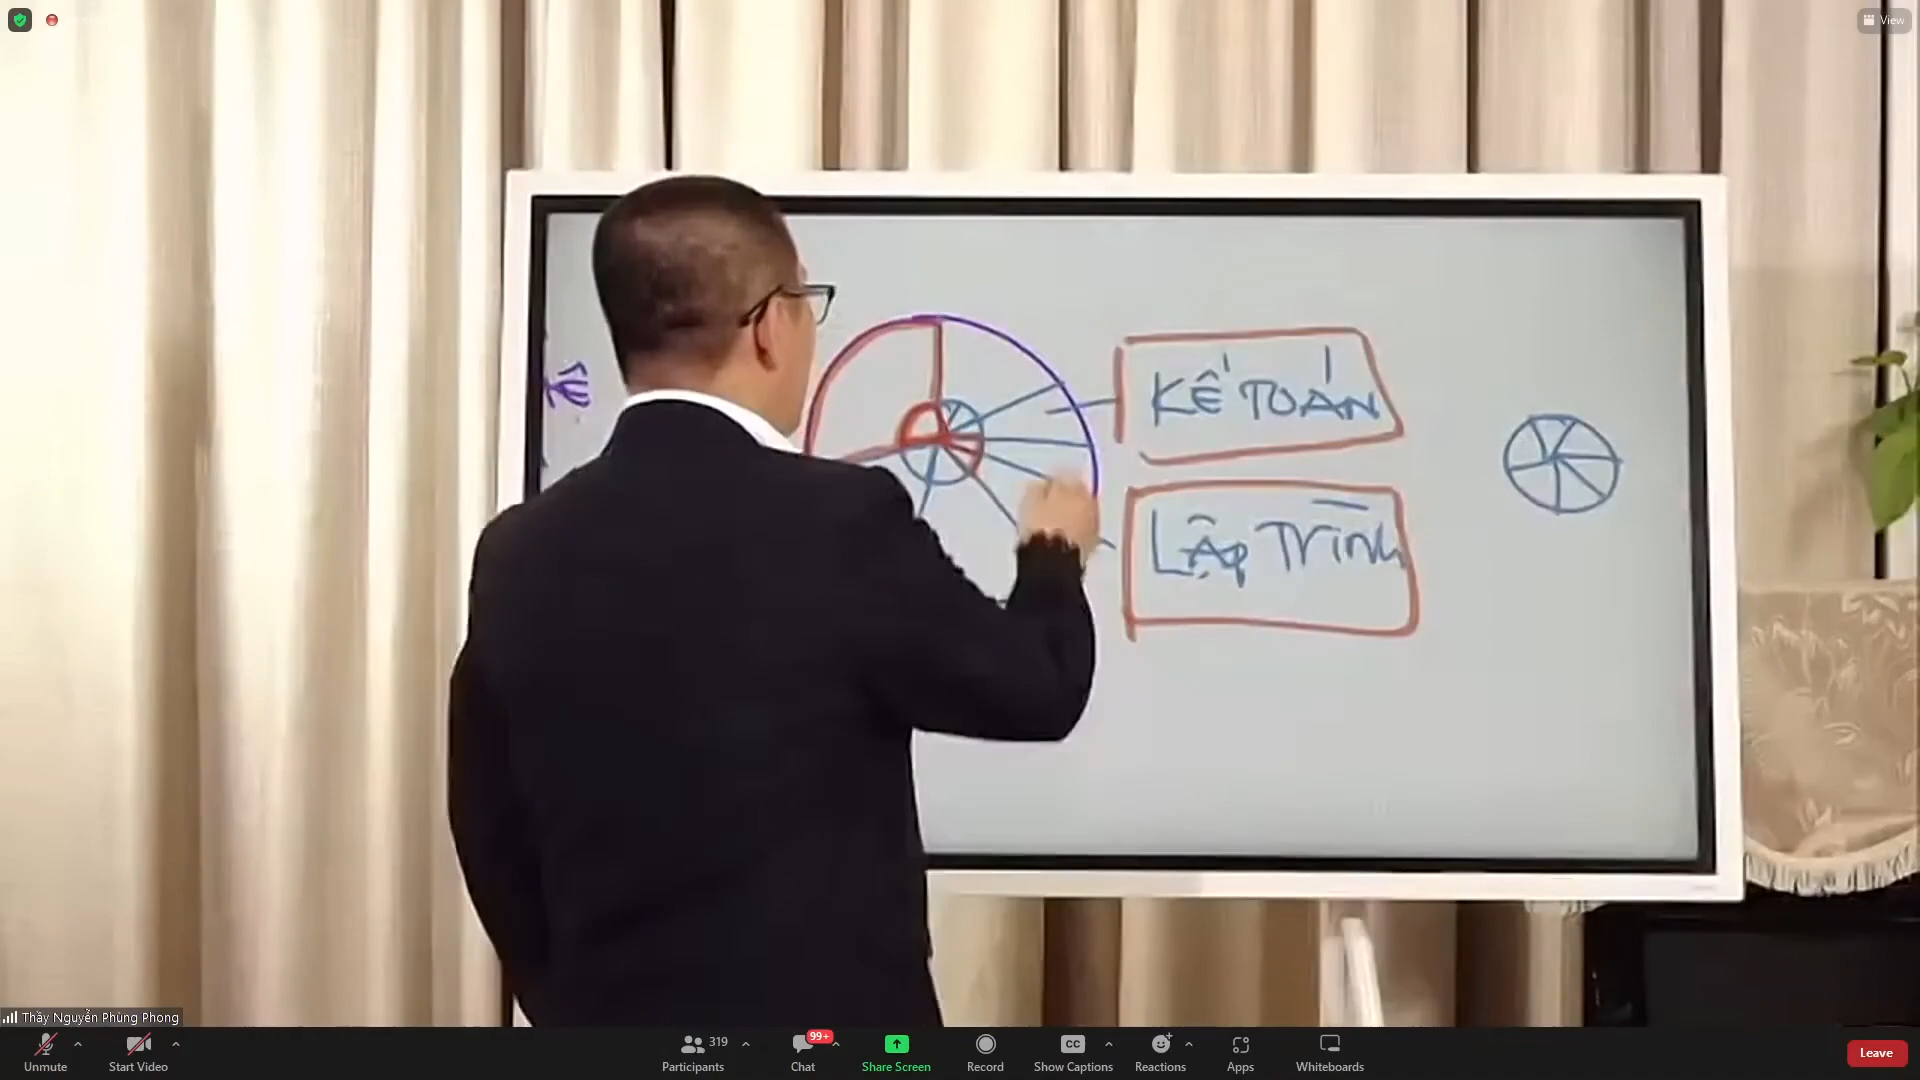 View
KẾ TOÁN
KẾ
Lập Trình
Thầy Nguyễn Phùng Phong
Unmute
Start Video
319
Participants
99+
Chat
Share Screen
Record
CC
Show Captions
Reactions
Apps
Whiteboards
Leave